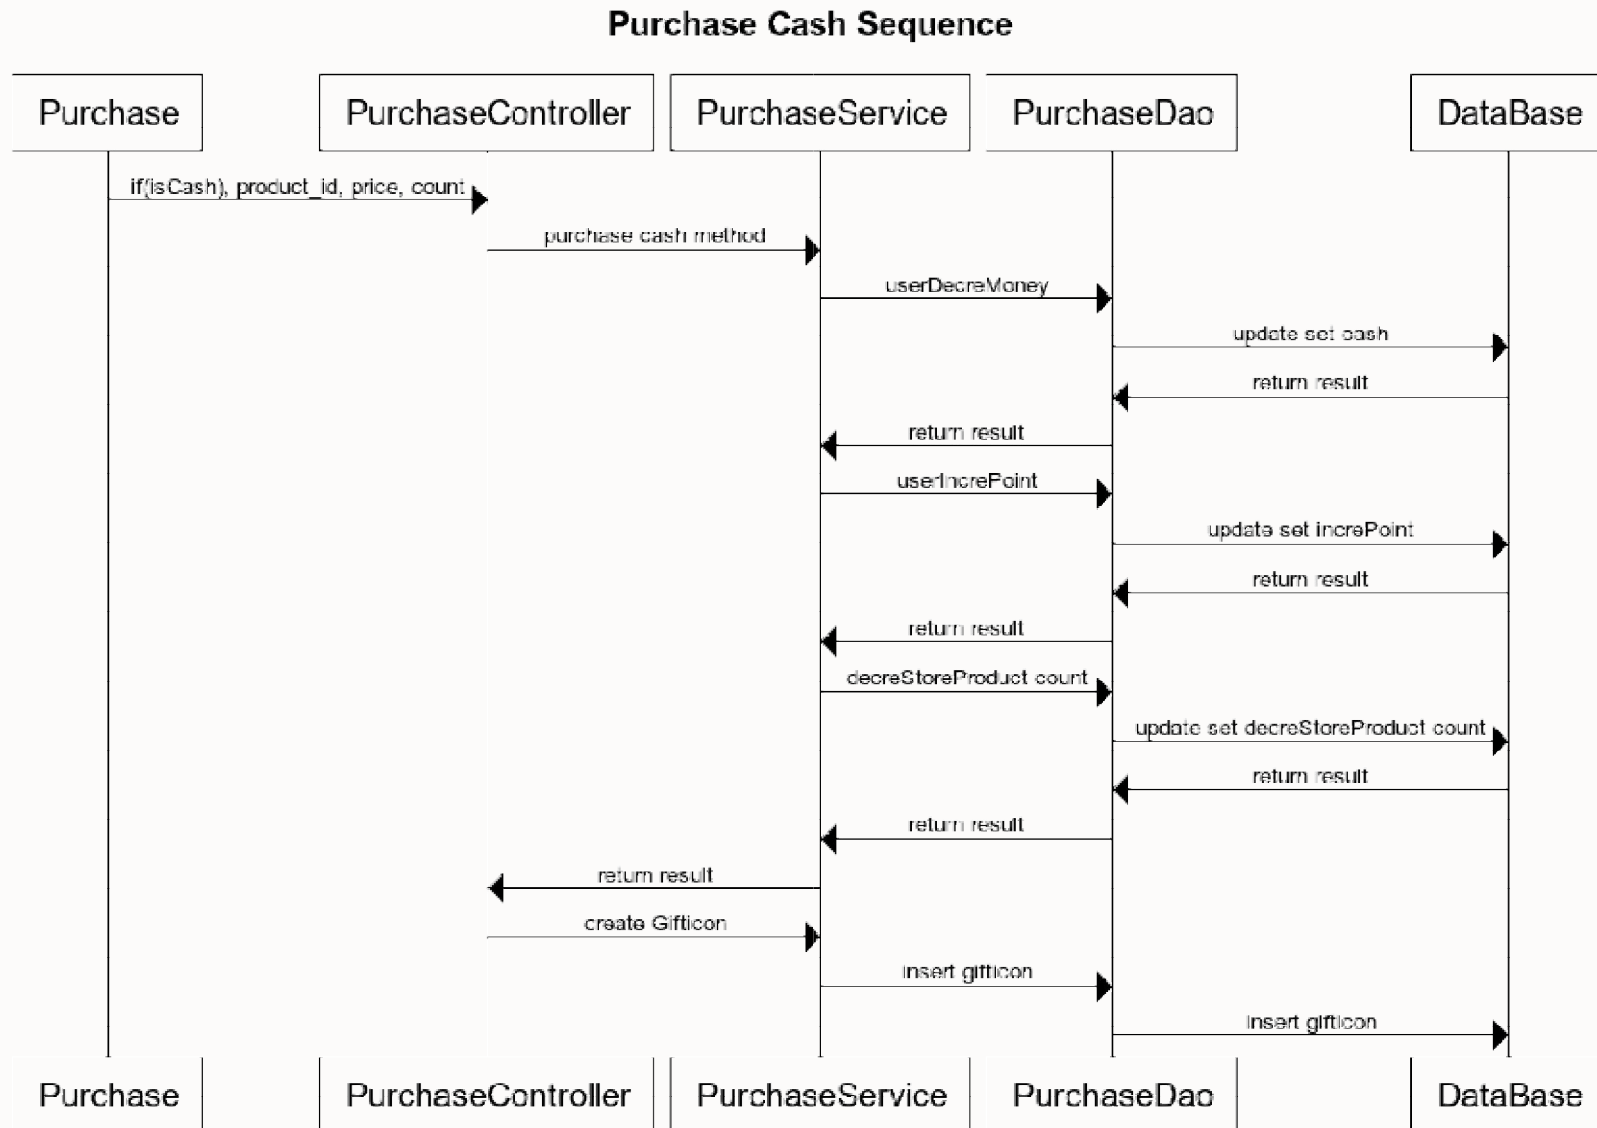 Purchase Cash Sequence
Purchase PurchaseController PurchaseService PurchaseDao DataBase
if(isCash), product_id, price, count
purchase cash method
userDecreMoney
update set cash
return result
return result
userIncrePoint
update set increPoint
return result
return result
decreStoreProduct count
update set decreStoreProduct count
return result
return result
return result
create Gifticon
insert gifticon
insert gifticon
Purchase PurchaseController PurchaseService PurchaseDao DataBase